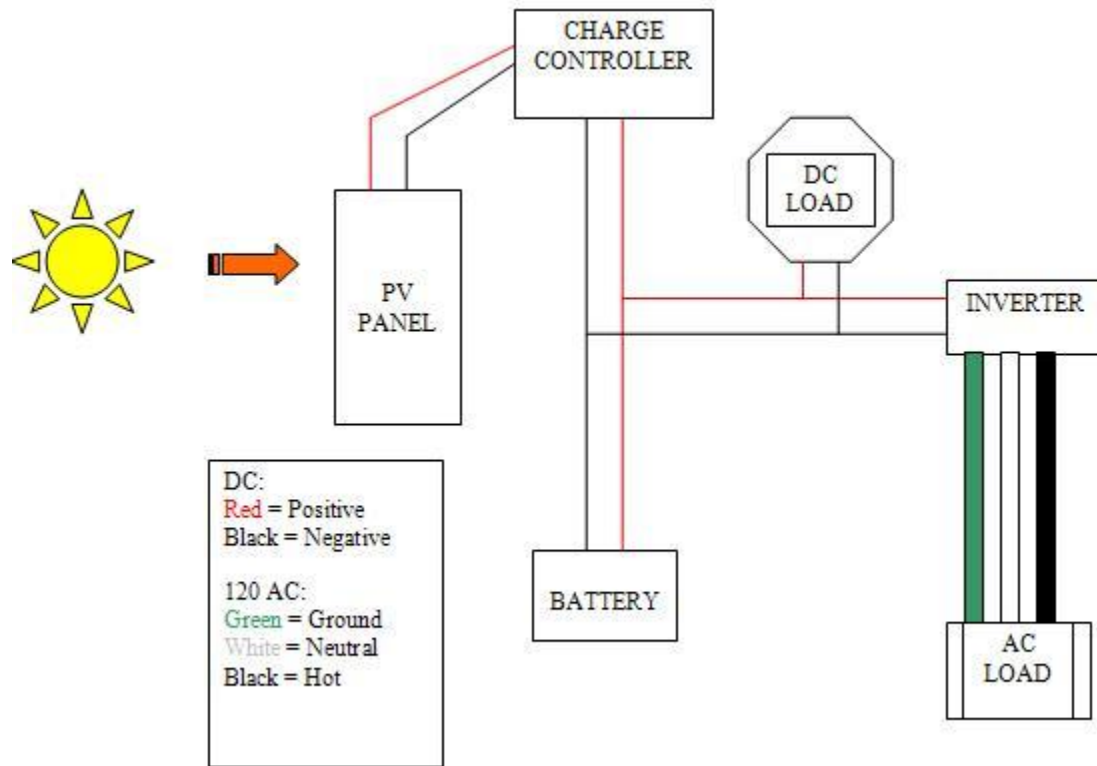 CHARGE
CONTROLLER
DC
LOAD
PV
PANEL
INVERTER
DC:
Red = Positive
Black = Negative
120 AC:
Green = Ground
White = Neutral
Black = Hot
BATTERY
AC
LOAD